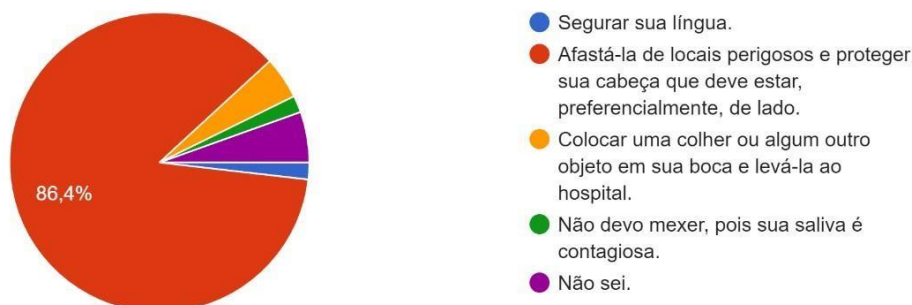 86,4%
Segurar sua língua.
Afastá-la de locais perigosos e proteger
sua cabeça que deve estar,
preferencialmente, de lado.
Colocar uma colher ou algum outro
objeto em sua boca e levá-la ao
hospital.
Não devo mexer, pois sua saliva é
contagiosa.
Não sei.